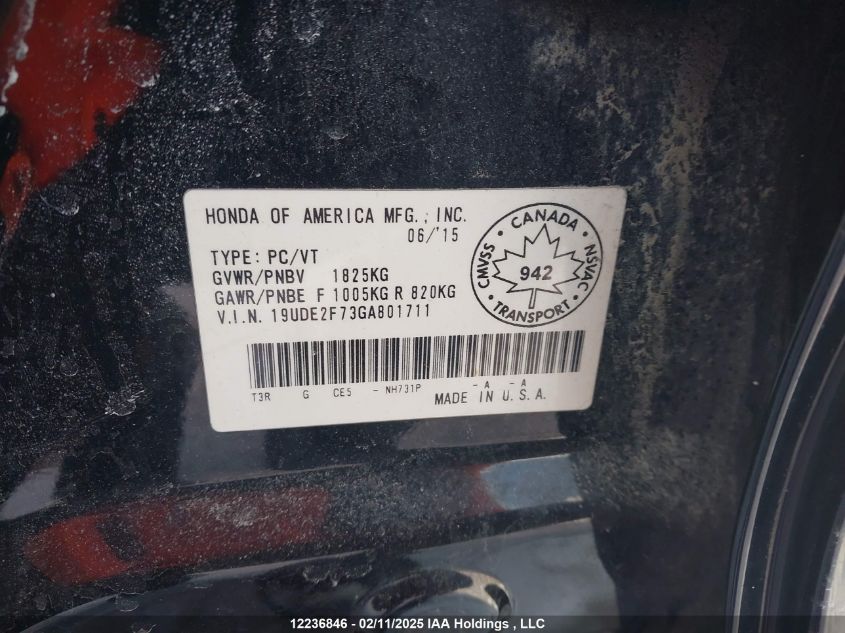 HONDA OF AMERICA MFG., INC.
06/'15
TYPE: PC/VT
GVWR/PNBV 1825KG
GAWR/PNBE F 1005KG R 820KG
V.I.N. 19UDE2F73GA801711
CANADA
CMVSS
NSVAC
942
TRANSPORT
T3R G CE5 - NH731P - A - A
MADE IN U.S.A.
12236846 - 02/11/2025 IAA Holdings , LLC